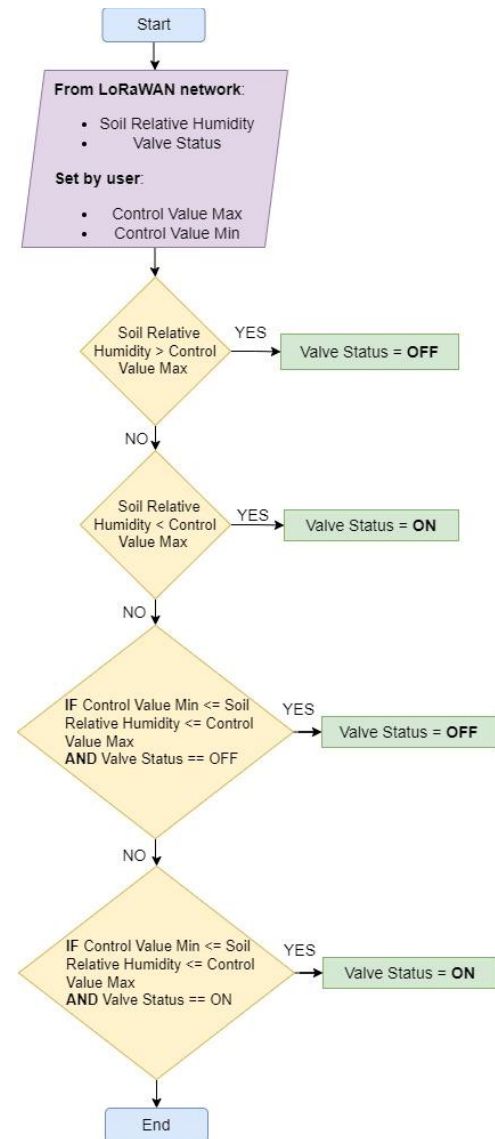 Start
From LoRaWAN network:
• Soil Relative Humidity
• Valve Status
Set by user:
• Control Value Max
• Control Value Min
Soil Relative
Humidity > Control
Value Max
YES
Valve Status = OFF
NO
Soil Relative
Humidity < Control
Value Max
YES
Valve Status = ON
NO
IF Control Value Min <= Soil
Relative Humidity <= Control
Value Max
AND Valve Status == OFF
YES
Valve Status = OFF
NO
IF Control Value Min <= Soil
Relative Humidity <= Control
Value Max
AND Valve Status == ON
YES
Valve Status = ON
End